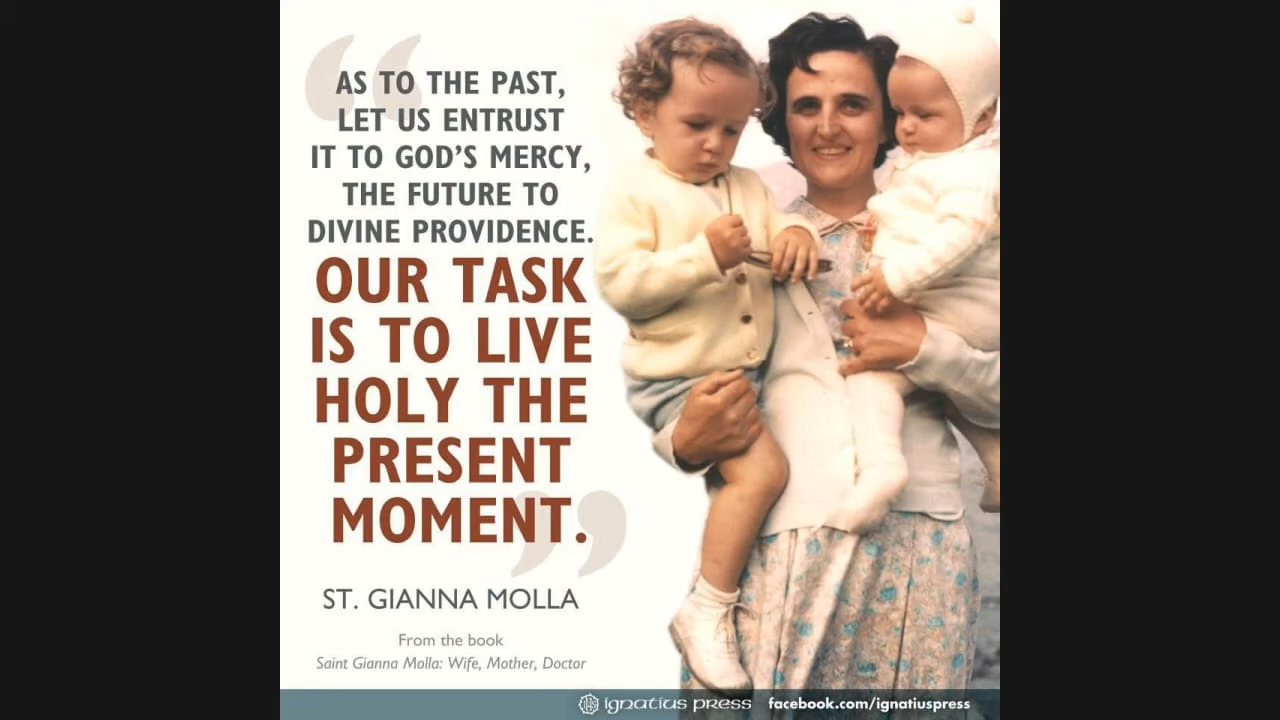 “
AS TO THE PAST,
LET US ENTRUST
IT TO GOD’S MERCY,
THE FUTURE TO
DIVINE PROVIDENCE.
OUR TASK
IS TO LIVE
HOLY THE
PRESENT
MOMENT.
”
ST. GIANNA MOLLA
From the book
Saint Gianna Molla: Wife, Mother, Doctor
ignatius press facebook.com/ignatiuspress